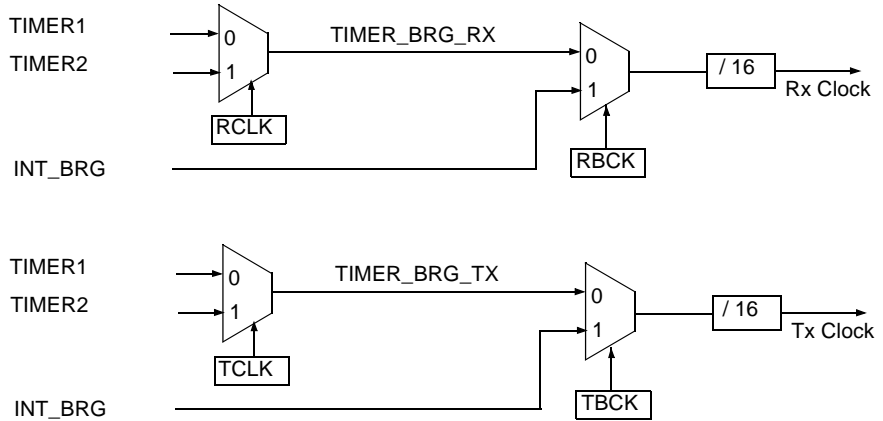 TIMER1
0
TIMER_BRG_RX
0
TIMER2
1
1
/ 16
Rx Clock
RCLK
INT_BRG
RBCK
TIMER1
0
TIMER_BRG_TX
0
TIMER2
1
1
/ 16
Tx Clock
TCLK
INT_BRG
TBCK